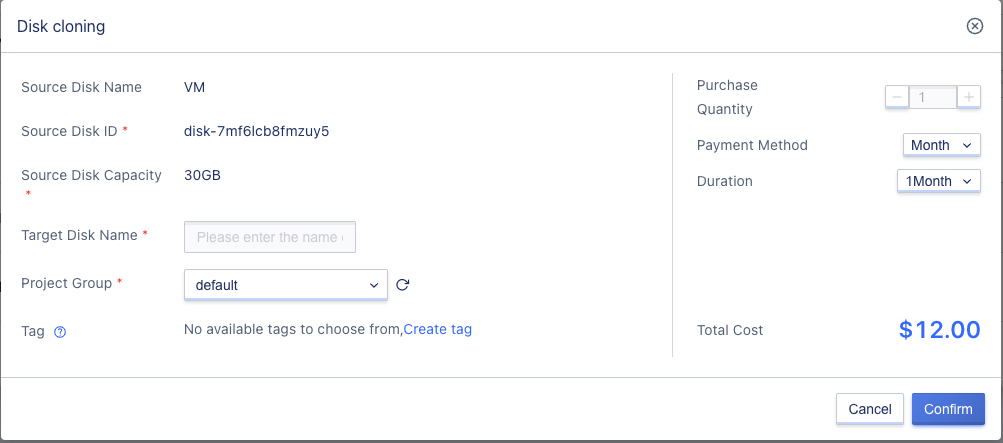 Disk cloning
Source Disk Name VM
Source Disk ID * disk-7mf6lcb8fmzuy5
Source Disk Capacity 30GB
*
Target Disk Name * Please enter the name
Project Group * default
Tag ? No available tags to choose from,Create tag
Purchase
Quantity
− 1 +
Payment Method Month
Duration 1Month
Total Cost $12.00
Cancel Confirm